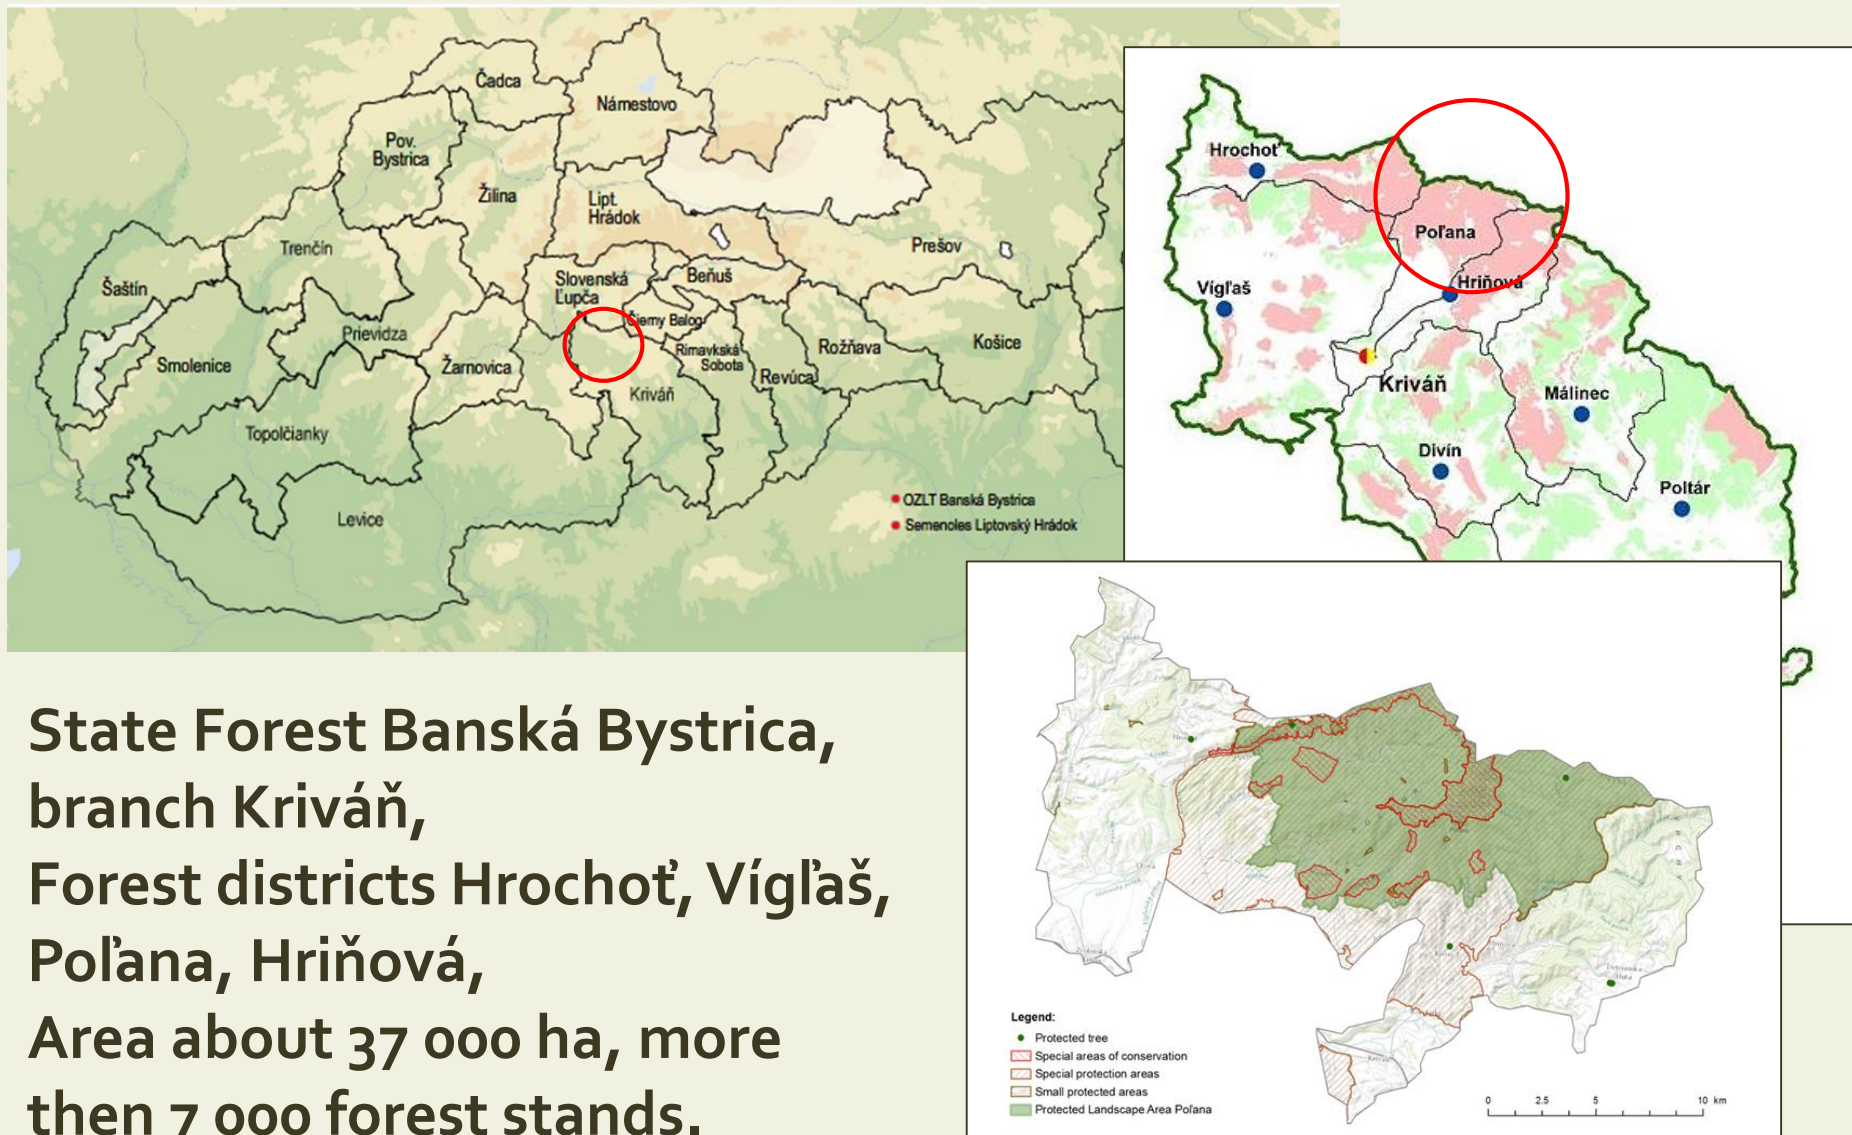 Čadca
Námestovo
Pov.
Bystrica
Žilina
Lipt.
Hrádok
Trenčín
Prešov
Šaštín
Slovenská
Ľupča
Beňuš
Prievidza
Čierny Balog
Smolenice
Žarnovica
Rimavská
Sobota
Rožňava
Košice
Revúca
Kriváň
Topolčianky
Levice
OZLT Banská Bystrica
Semenoles Liptovský Hrádok
Hrochoť
Poľana
Vígľaš
Hriňová
Kriváň
Málinec
Divín
Poltár
State Forest Banská Bystrica,
branch Kriváň,
Forest districts Hrochoť, Vígľaš,
Poľana, Hriňová,
Area about 37 000 ha, more
then 7 000 forest stands.
Legend:
Protected tree
Special areas of conservation
Special protection areas
Small protected areas
Protected Landscape Area Poľana
0 2.5 5 10 km